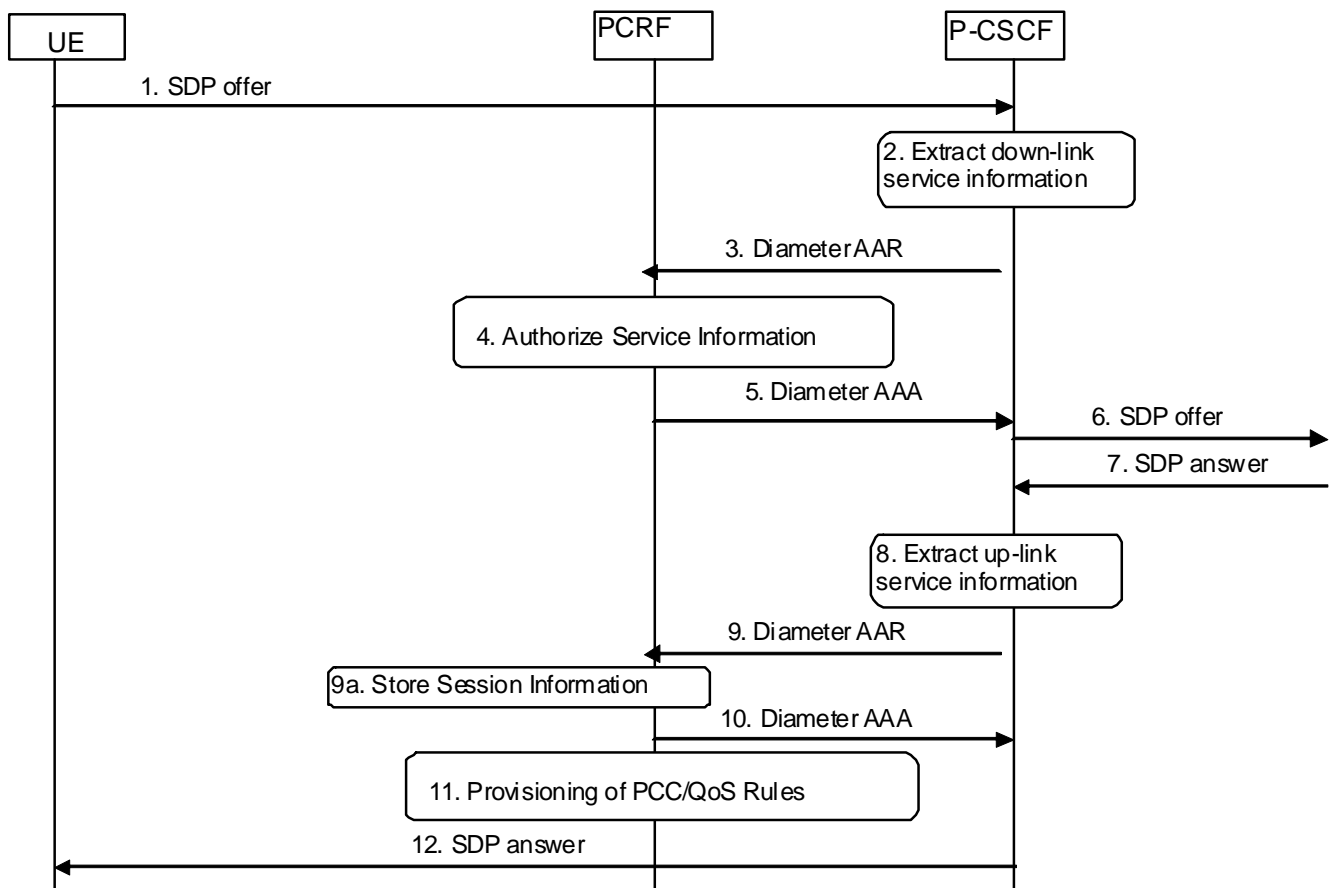 UE
PCRF
P-CSCF
1. SDP offer
2. Extract down-link
service information
3. Diameter AAR
4. Authorize Service Information
5. Diameter AAA
6. SDP offer
7. SDP answer
8. Extract up-link
service information
9. Diameter AAR
9a. Store Session Information
10. Diameter AAA
11. Provisioning of PCC/QoS Rules
12. SDP answer